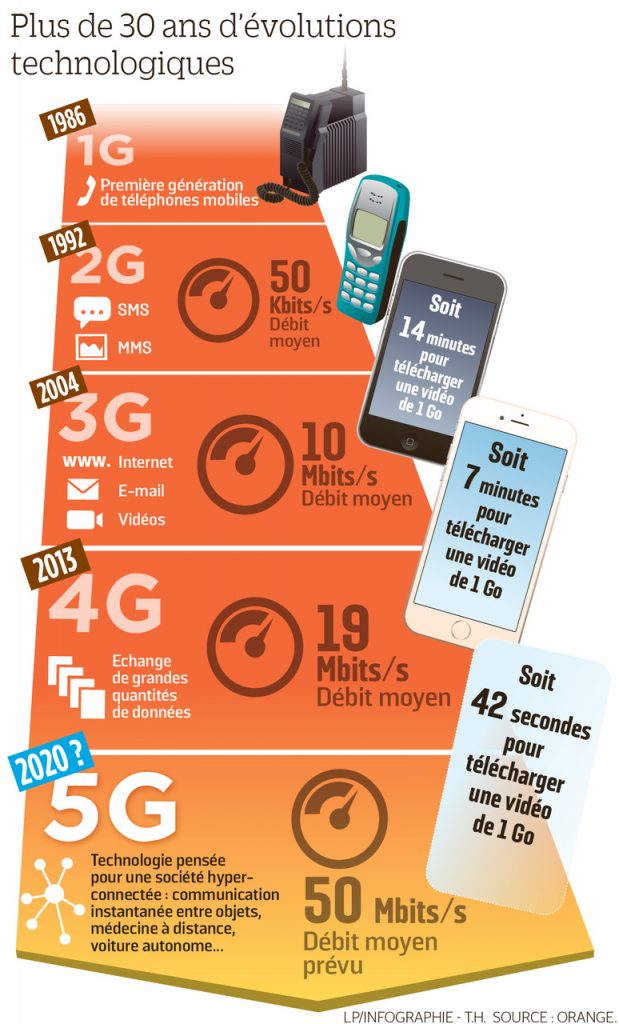 Plus de 30 ans d’évolutions
technologiques
1986
1G
Première génération
de téléphones mobiles
1992
2G
SMS
MMS
50
Kbits/s
Débit
moyen
Soit
14 minutes
pour
télécharger
une vidéo
de 1 Go
2004
3G
www. Internet
E-mail
Vidéos
10
Mbits/s
Débit moyen
Soit
7 minutes
pour
télécharger
une vidéo
de 1 Go
2013
4G
Echange
de grandes
quantités
de données
19
Mbits/s
Débit moyen
Soit
42 secondes
pour
télécharger
une vidéo
de 1 Go
2020 ?
5G
Technologie pensée
pour une société hyper-
connectée : communication
instantanée entre objets,
médecine à distance,
voiture autonome...
50 Mbits/s
Débit moyen
prévu
LP/INFOGRAPHIE - T.H. SOURCE : ORANGE.